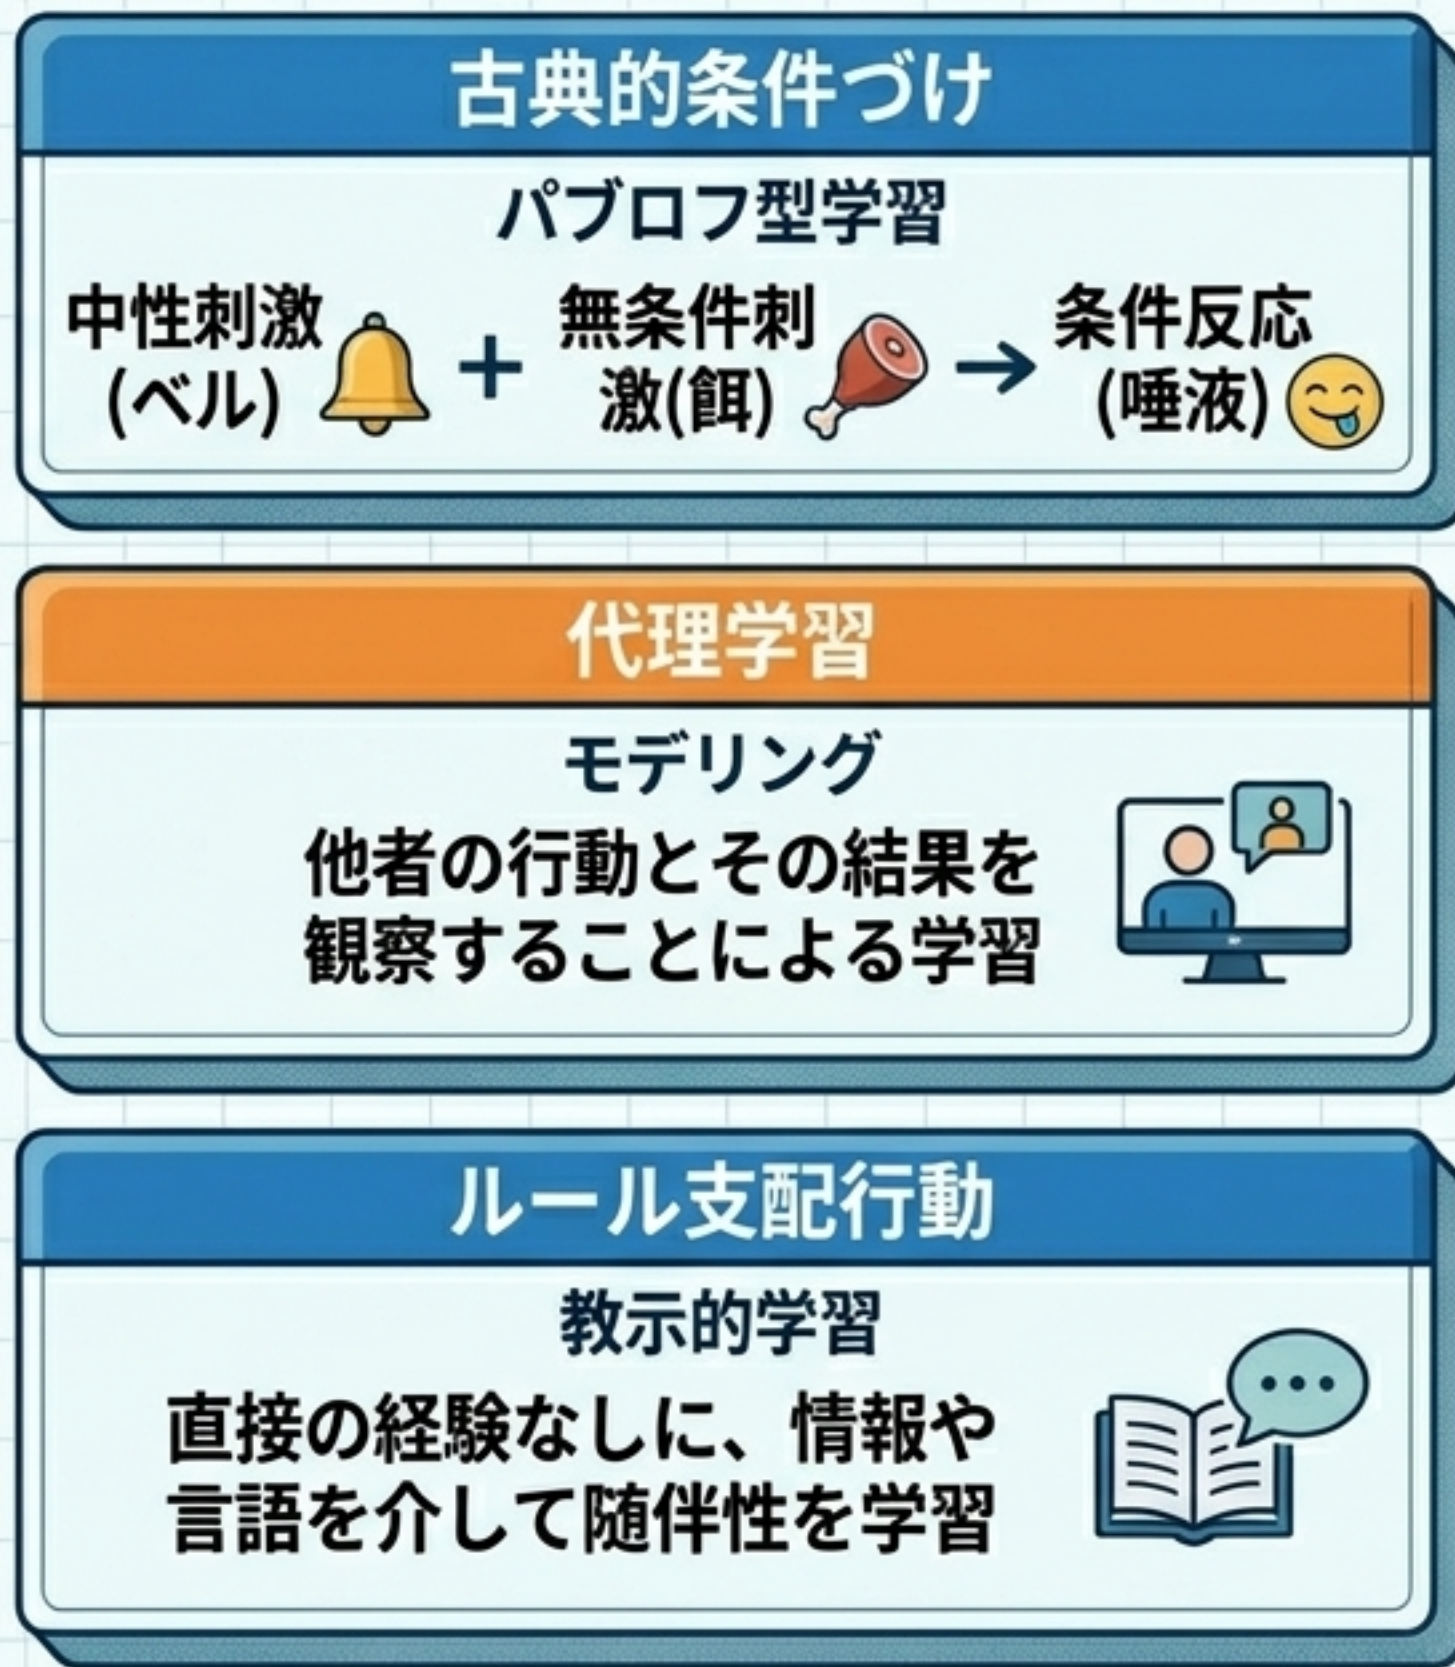 古典的条件づけ
パブロフ型学習
中性刺激
(ベル)
+
無条件刺
激(餌)
→
条件反応
(唾液)
代理学習
モデリング
他者の行動とその結果を
観察することによる学習
ルール支配行動
教示的学習
直接の経験なしに、情報や
言語を介して随伴性を学習